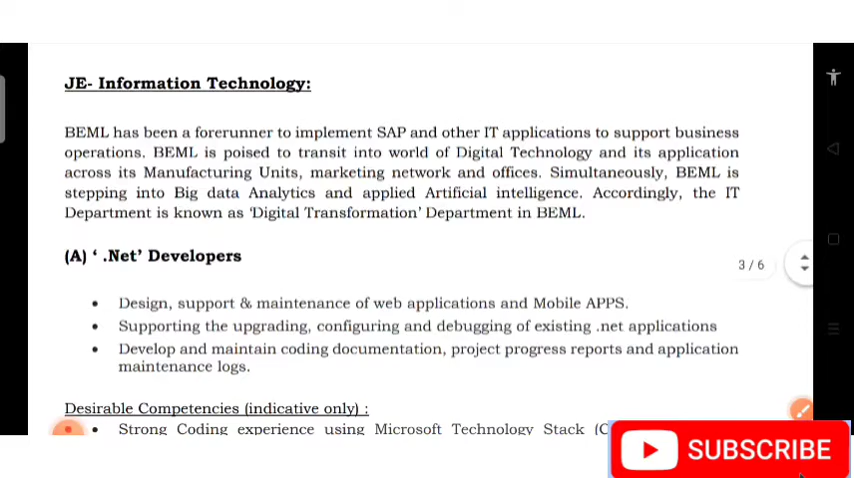 JE- Information Technology:
BEML has been a forerunner to implement SAP and other IT applications to support business
operations. BEML is poised to transit into world of Digital Technology and its application
across its Manufacturing Units, marketing network and offices. Simultaneously, BEML is
stepping into Big data Analytics and applied Artificial intelligence. Accordingly, the IT
Department is known as ‘Digital Transformation’ Department in BEML.
(A) ‘ .Net’ Developers
3 / 6
• Design, support & maintenance of web applications and Mobile APPS.
• Supporting the upgrading, configuring and debugging of existing .net applications
• Develop and maintain coding documentation, project progress reports and application
maintenance logs.
Desirable Competencies (indicative only) :
• Strong Coding experience using Microsoft Technology Stack
SUBSCRIBE